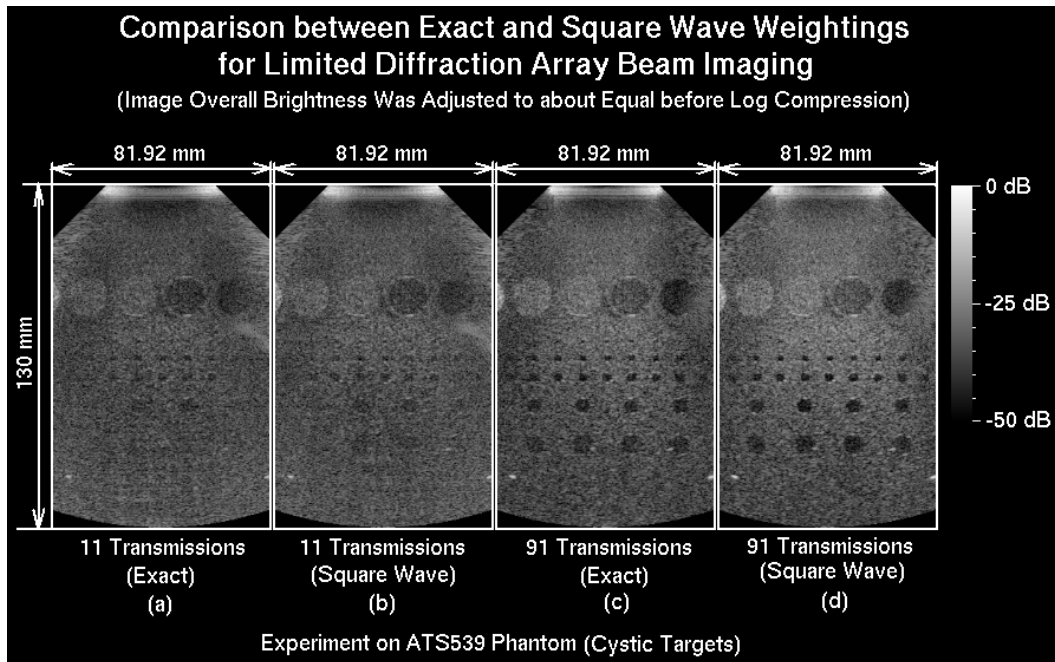 Comparison between Exact and Square Wave Weightings
for Limited Diffraction Array Beam Imaging
(Image Overall Brightness Was Adjusted to about Equal before Log Compression)
81.92 mm
81.92 mm
81.92 mm
81.92 mm
130 mm
0 dB
-25 dB
-50 dB
11 Transmissions
(Exact)
(a)
11 Transmissions
(Square Wave)
(b)
91 Transmissions
(Exact)
(c)
91 Transmissions
(Square Wave)
(d)
Experiment on ATS539 Phantom (Cystic Targets)